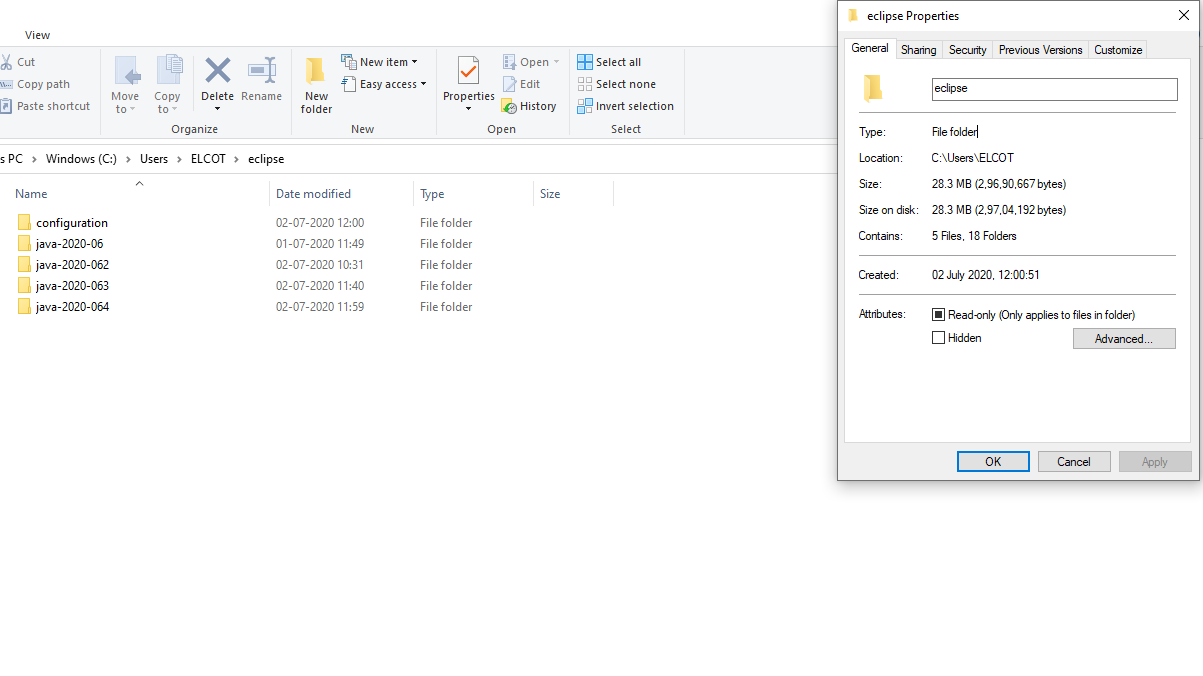 View
Cut
Copy path
Paste shortcut
Move to
Copy to
Delete
Rename
Organize
New folder
New item
Easy access
New
Properties
Open
Edit
History
Open
Select all
Select none
Invert selection
Select
s PC > Windows (C:) > Users > ELCOT > eclipse
Name Date modified Type Size
configuration 02-07-2020 12:00 File folder
java-2020-06 01-07-2020 11:49 File folder
java-2020-062 02-07-2020 10:31 File folder
java-2020-063 02-07-2020 11:40 File folder
java-2020-064 02-07-2020 11:59 File folder
eclipse Properties
General Sharing Security Previous Versions Customize
eclipse
Type: File folder
Location: C:\Users\ELCOT
Size: 28.3 MB (2,96,90,667 bytes)
Size on disk: 28.3 MB (2,97,04,192 bytes)
Contains: 5 Files, 18 Folders
Created: 02 July 2020, 12:00:51
Attributes: Read-only (Only applies to files in folder)
Hidden Advanced...
OK Cancel Apply